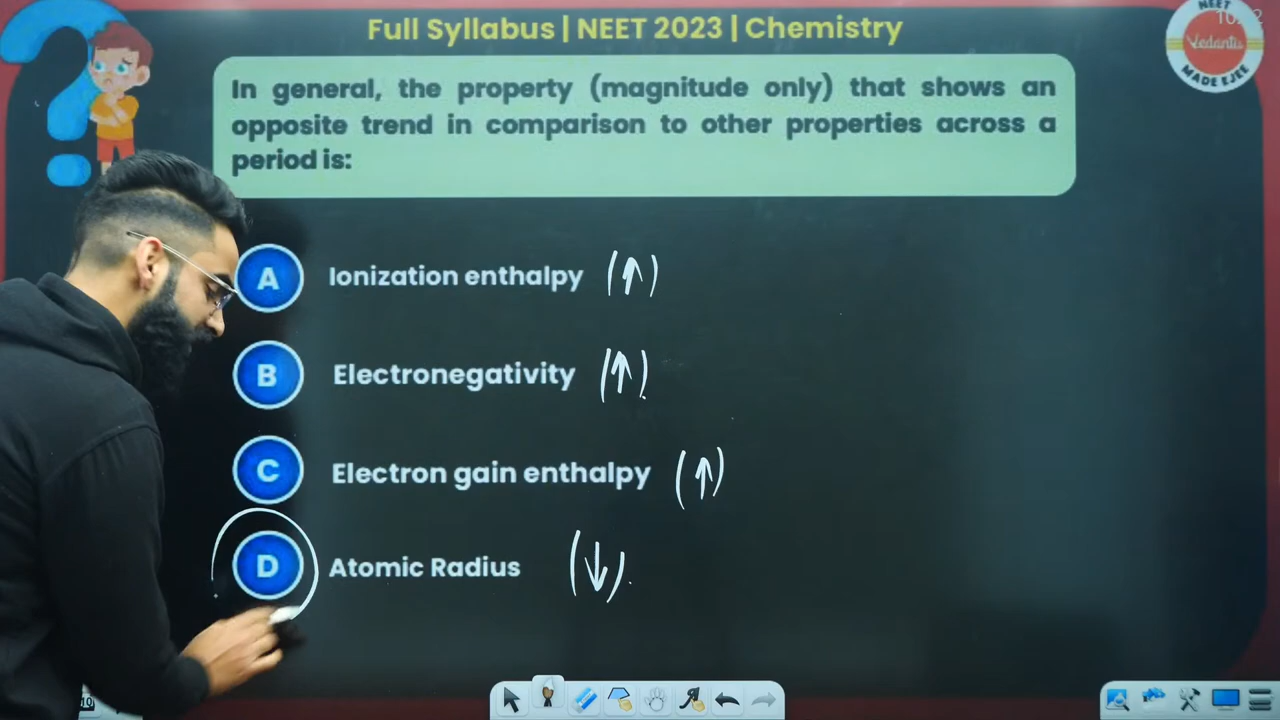 Full Syllabus | NEET 2023 | Chemistry
NEET
Vedantu
MADE EJEE
In general, the property (magnitude only) that shows an
opposite trend in comparison to other properties across a
period is:
A Ionization enthalpy (↑)
B Electronegativity (↑)
C Electron gain enthalpy (↑)
D Atomic Radius (↓)